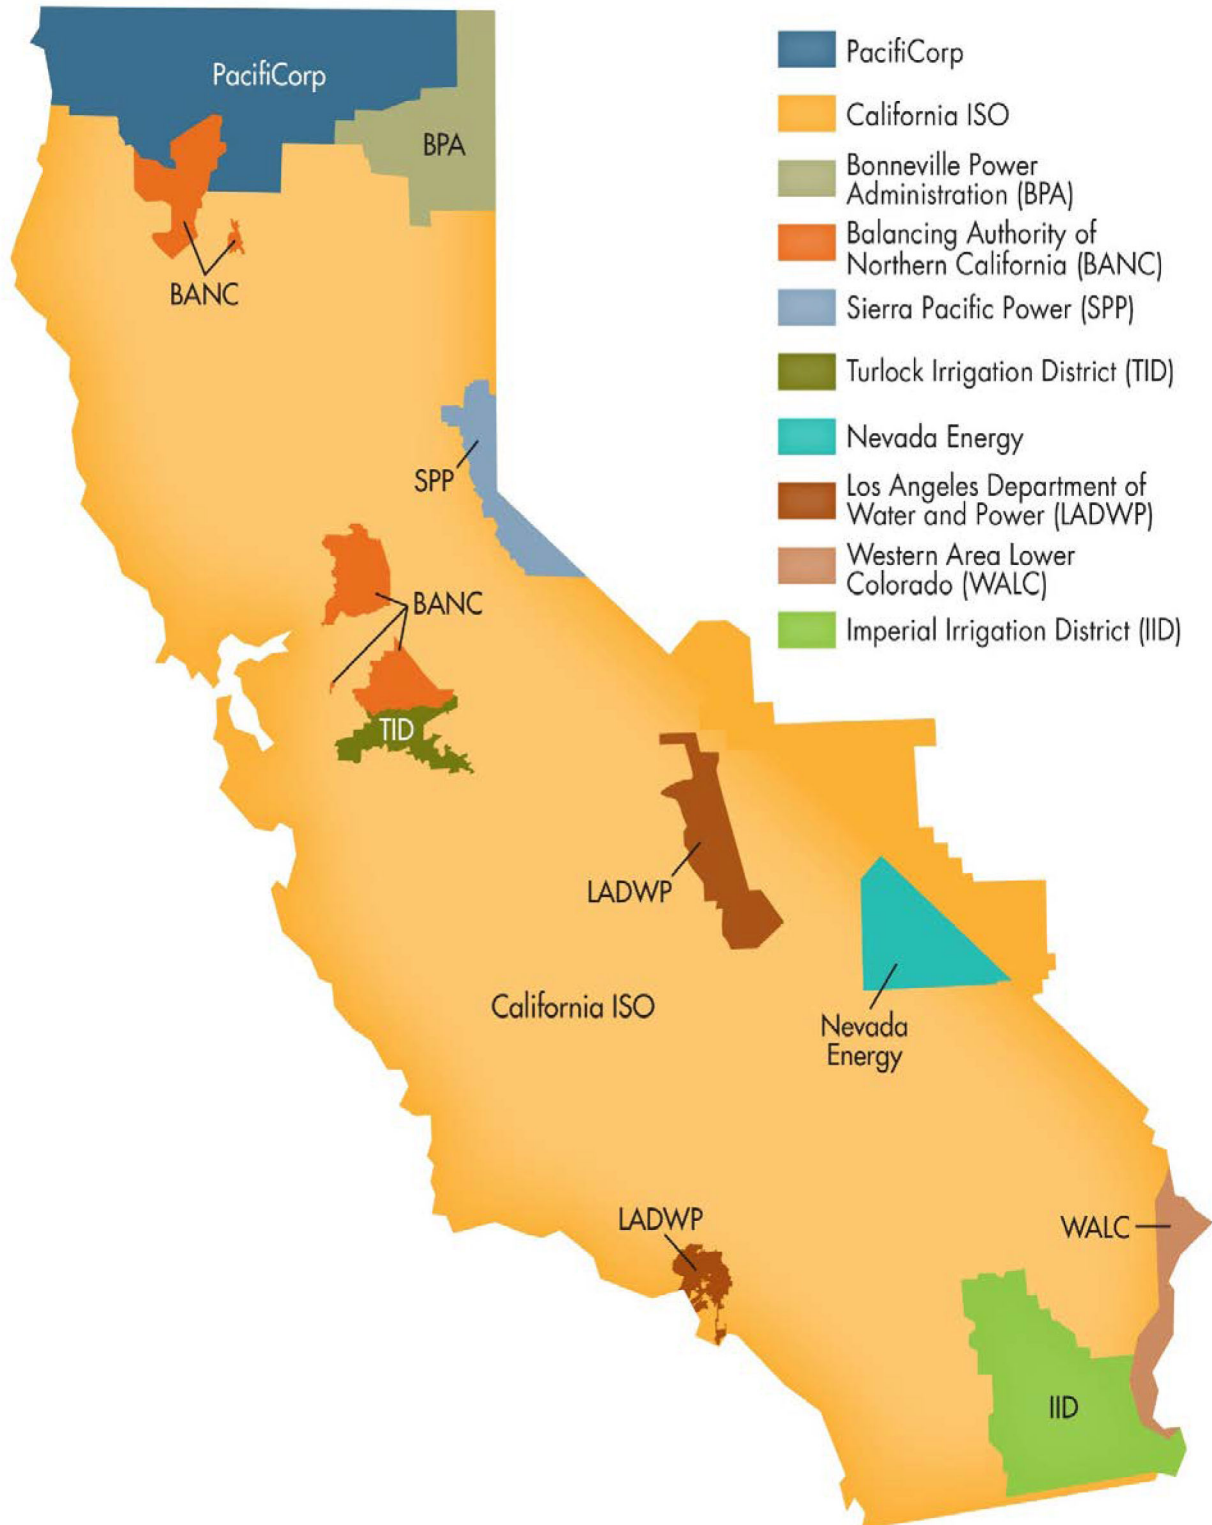 PacifiCorp
BPA
BANC
SPP
BANC
TID
LADWP
California ISO
Nevada
Energy
LADWP
WALC
IID
PacifiCorp
California ISO
Bonneville Power
Administration (BPA)
Balancing Authority of
Northern California (BANC)
Sierra Pacific Power (SPP)
Turlock Irrigation District (TID)
Nevada Energy
Los Angeles Department of
Water and Power (LADWP)
Western Area Lower
Colorado (WALC)
Imperial Irrigation District (IID)